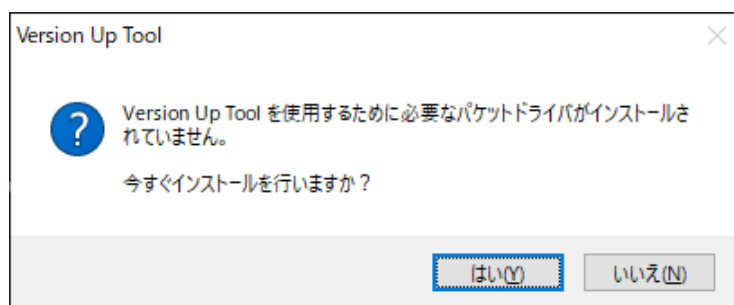 Version Up Tool
Version Up Tool を使用するために必要なパケットドライバがインストールさ
れていません。
今すぐインストールを行いますか？
はい(Y)
いいえ(N)